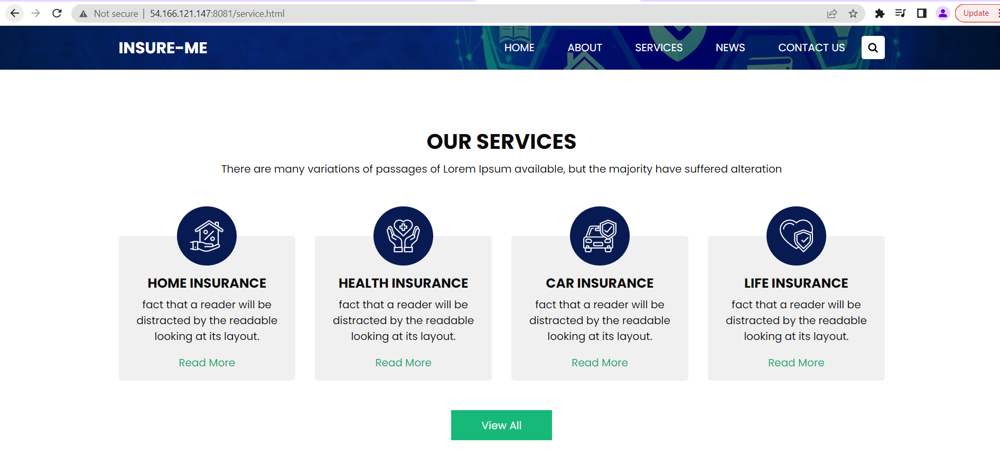 Not secure | 54.166.121.147:8081/service.html
Update
INSURE-ME
HOME ABOUT SERVICES NEWS CONTACT US
OUR SERVICES
There are many variations of passages of Lorem Ipsum available, but the majority have suffered alteration
HOME INSURANCE
fact that a reader will be
distracted by the readable
looking at its layout.
Read More
HEALTH INSURANCE
fact that a reader will be
distracted by the readable
looking at its layout.
Read More
CAR INSURANCE
fact that a reader will be
distracted by the readable
looking at its layout.
Read More
LIFE INSURANCE
fact that a reader will be
distracted by the readable
looking at its layout.
Read More
View All